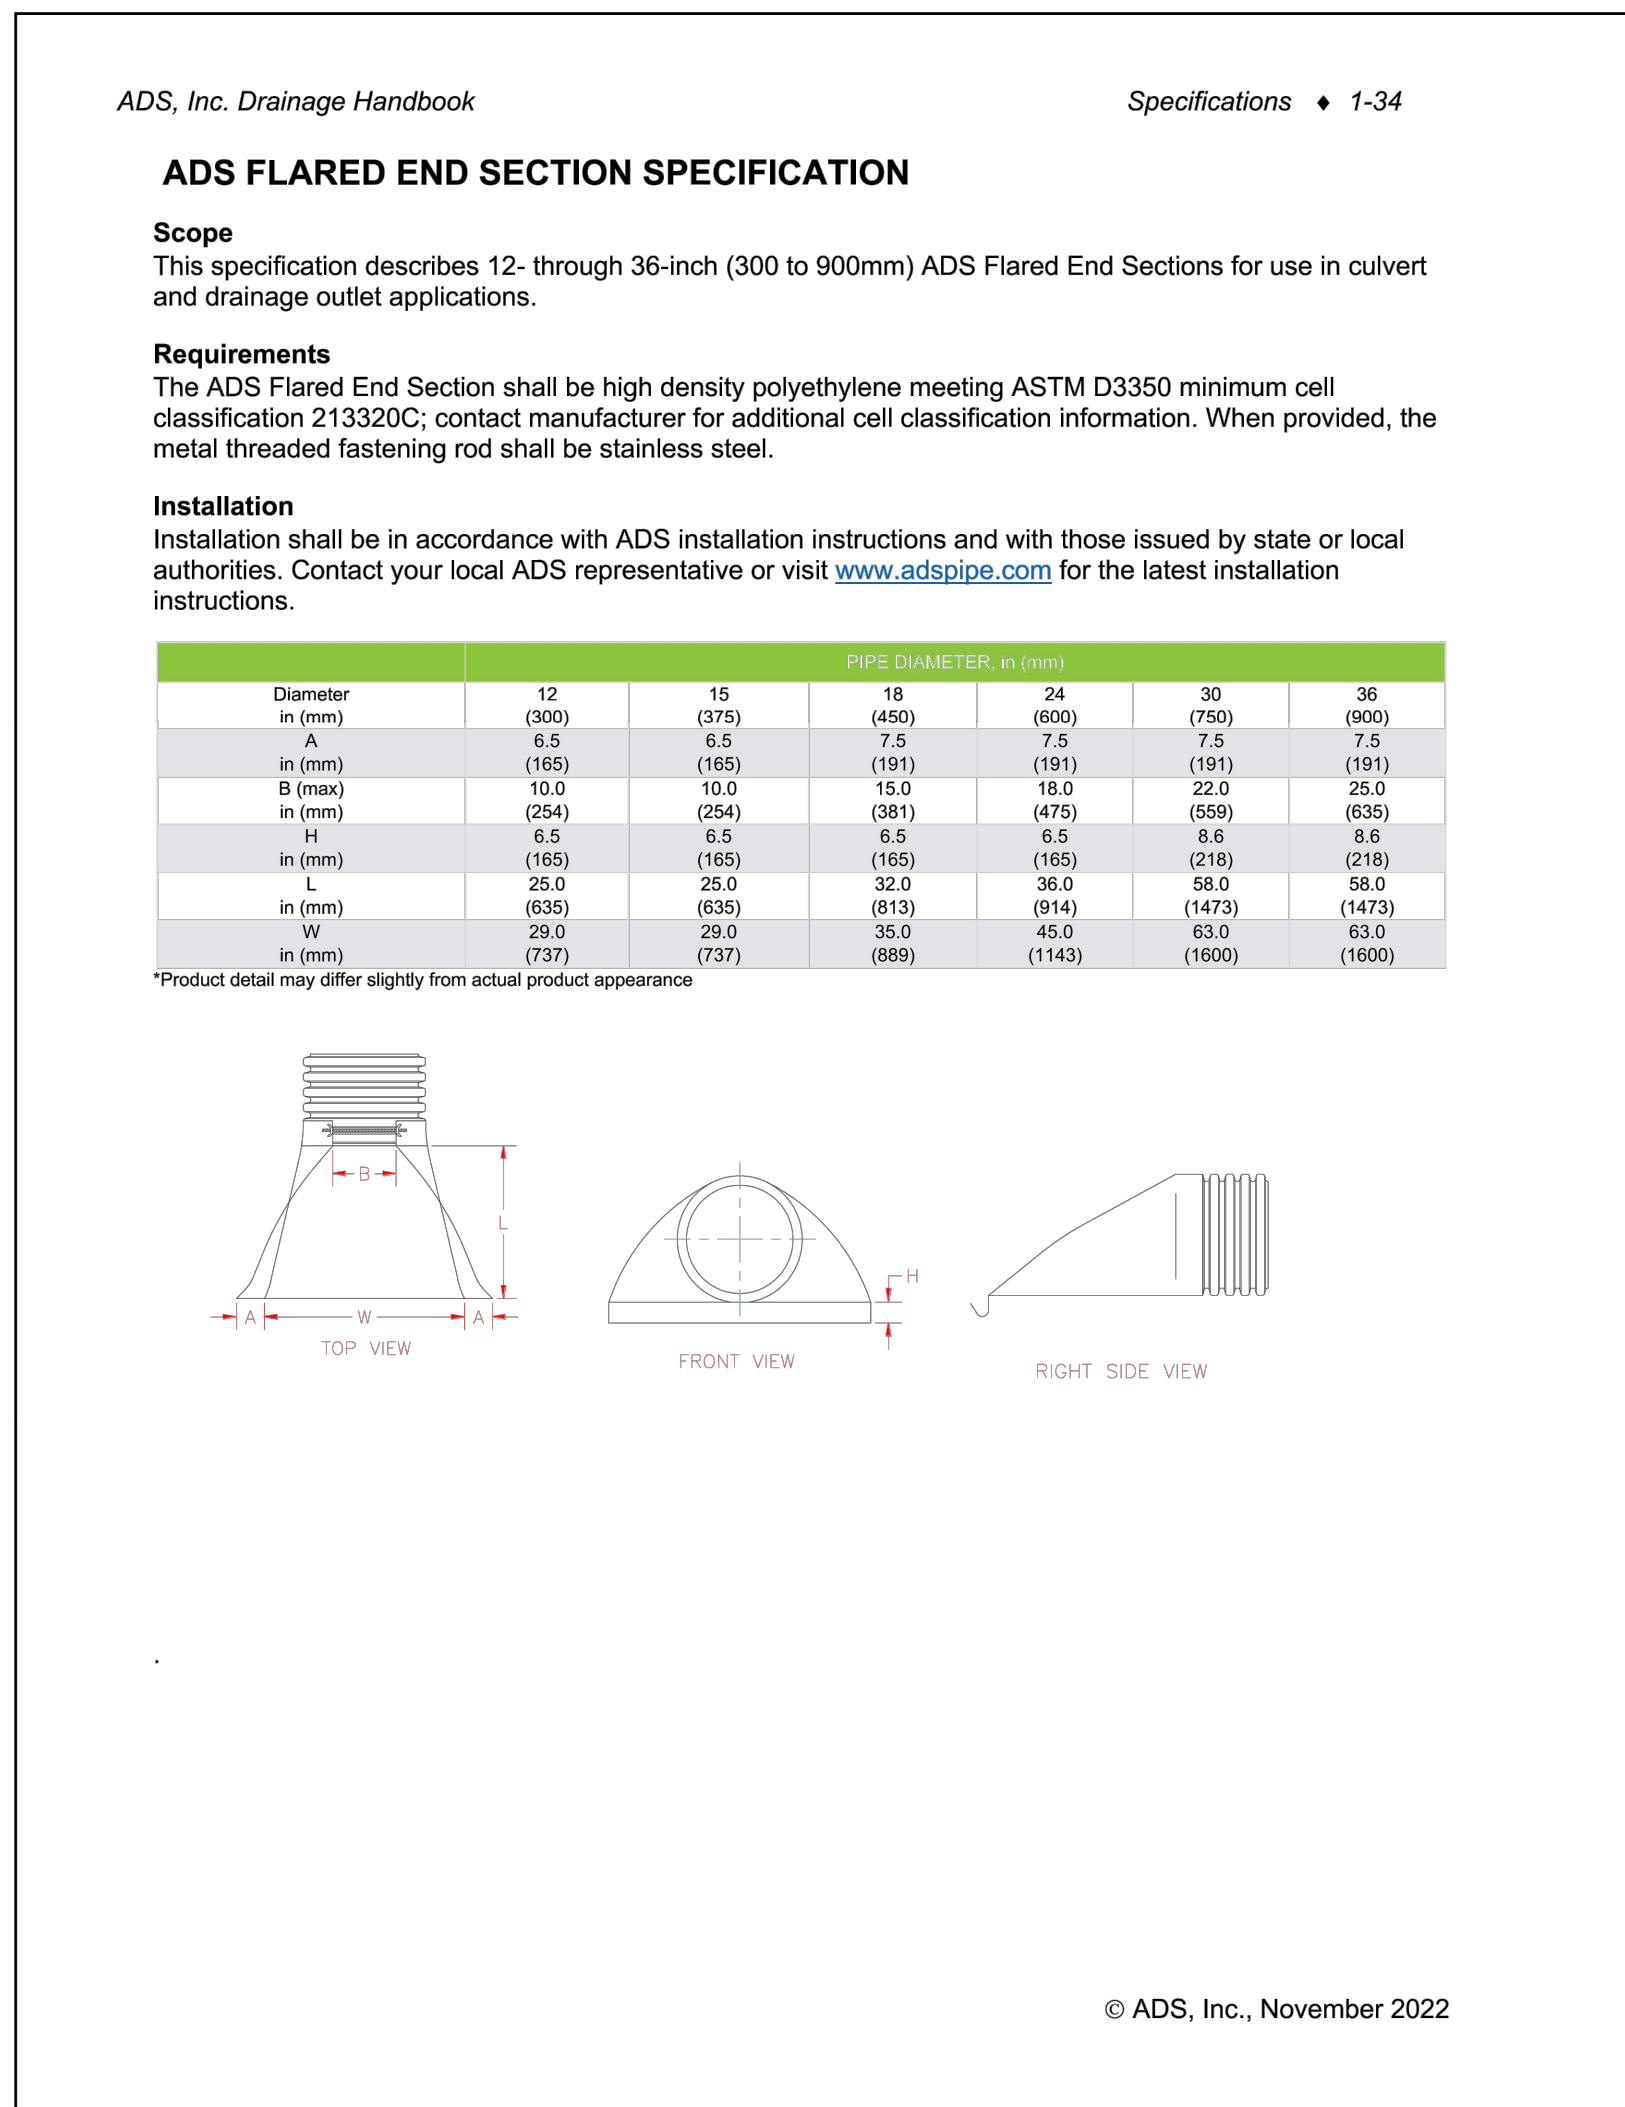 ADS, Inc. Drainage Handbook Specifications ♦ 1-34
ADS FLARED END SECTION SPECIFICATION
Scope
This specification describes 12- through 36-inch (300 to 900mm) ADS Flared End Sections for use in culvert
and drainage outlet applications.
Requirements
The ADS Flared End Section shall be high density polyethylene meeting ASTM D3350 minimum cell
classification 213320C; contact manufacturer for additional cell classification information. When provided, the
metal threaded fastening rod shall be stainless steel.
Installation
Installation shall be in accordance with ADS installation instructions and with those issued by state or local
authorities. Contact your local ADS representative or visit www.adspipe.com for the latest installation
instructions.
PIPE DIAMETER, in (mm)
Diameter 12 15 18 24 30 36
in (mm) (300) (375) (450) (600) (750) (900)
A 6.5 6.5 7.5 7.5 7.5 7.5
in (mm) (165) (165) (191) (191) (191) (191)
B (max) 10.0 10.0 15.0 18.0 22.0 25.0
in (mm) (254) (254) (381) (475) (559) (635)
H 6.5 6.5 6.5 6.5 8.6 8.6
in (mm) (165) (165) (165) (165) (218) (218)
L 25.0 25.0 32.0 36.0 58.0 58.0
in (mm) (635) (635) (813) (914) (1473) (1473)
W 29.0 29.0 35.0 45.0 63.0 63.0
in (mm) (737) (737) (889) (1143) (1600) (1600)
*Product detail may differ slightly from actual product appearance
B
L
A W A
TOP VIEW
H
FRONT VIEW
RIGHT SIDE VIEW
.
© ADS, Inc., November 2022